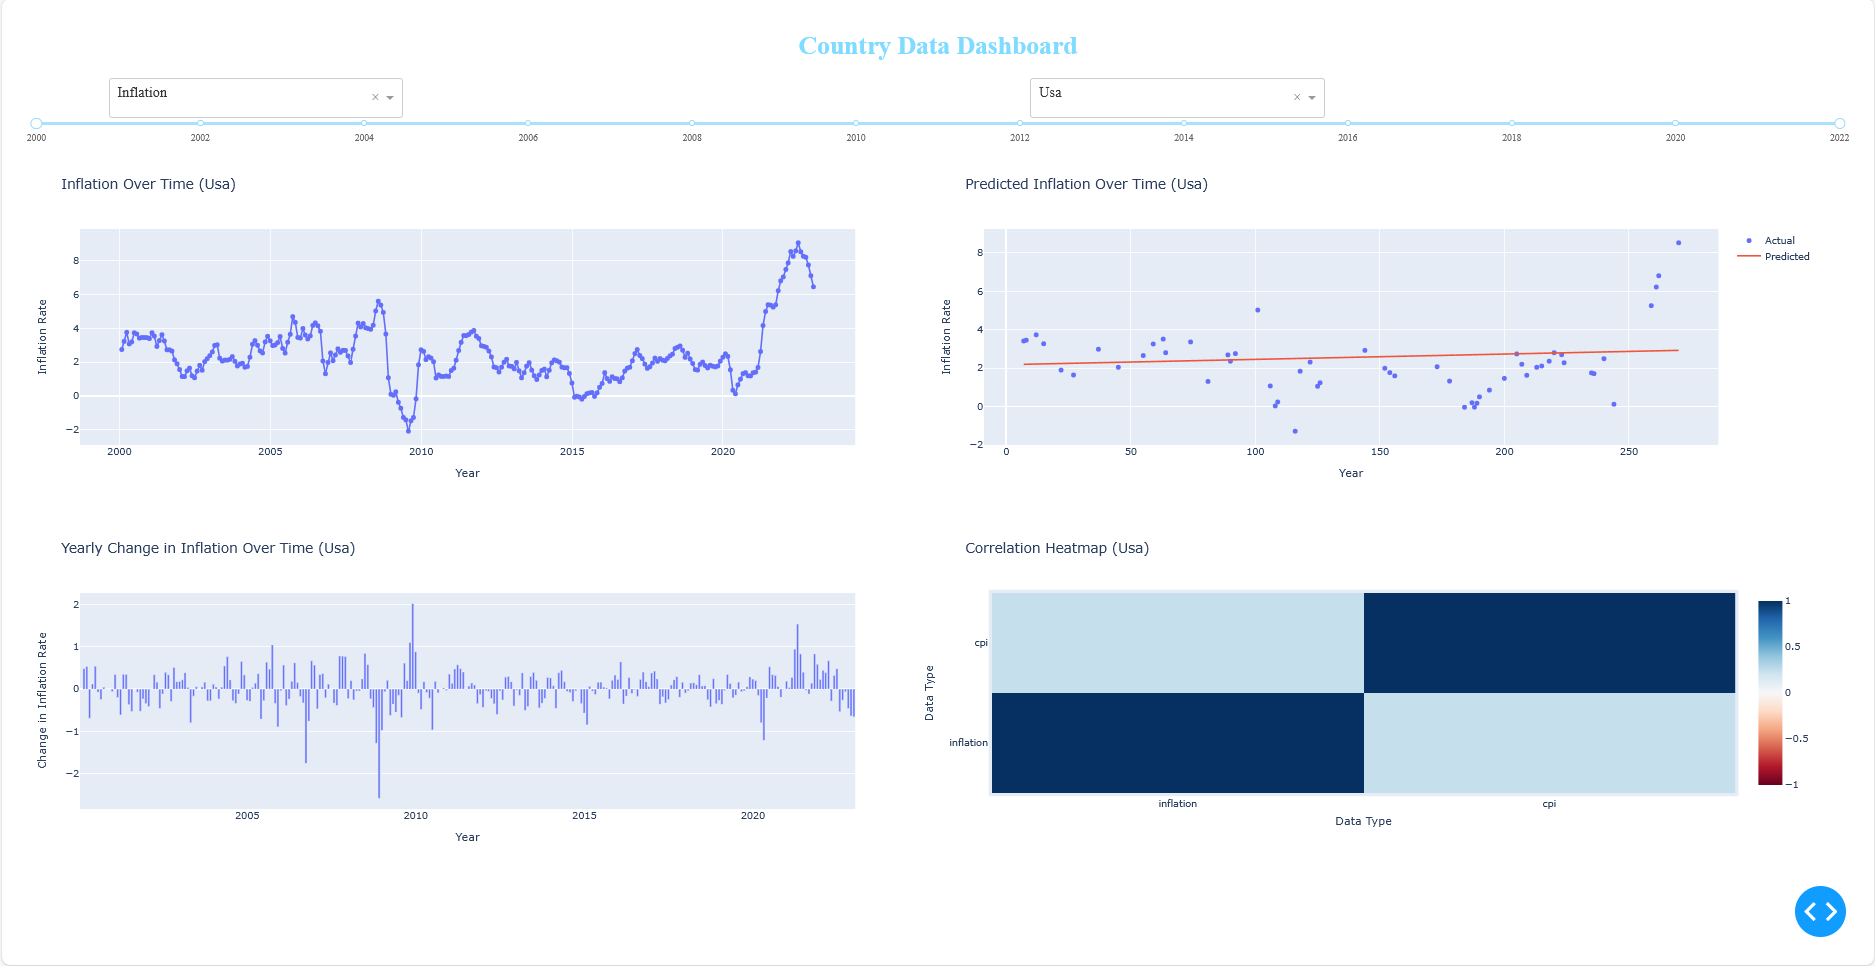 Country Data Dashboard
Inflation × Usa ×
2000 2002 2004 2006 2008 2010 2012 2014 2016 2018 2020 2022
Inflation Over Time (Usa)
8
6
4
2
0
−2
Inflation Rate
2000 2005 2010 2015 2020
Year
Predicted Inflation Over Time (Usa)
Actual
Predicted
8
6
4
2
0
−2
Inflation Rate
0 50 100 150 200 250
Year
Yearly Change in Inflation Over Time (Usa)
2
1
0
−1
−2
Change in Inflation Rate
2005 2010 2015 2020
Year
Correlation Heatmap (Usa)
cpi
inflation
Data Type
inflation cpi
Data Type
1
0.5
0
−0.5
−1